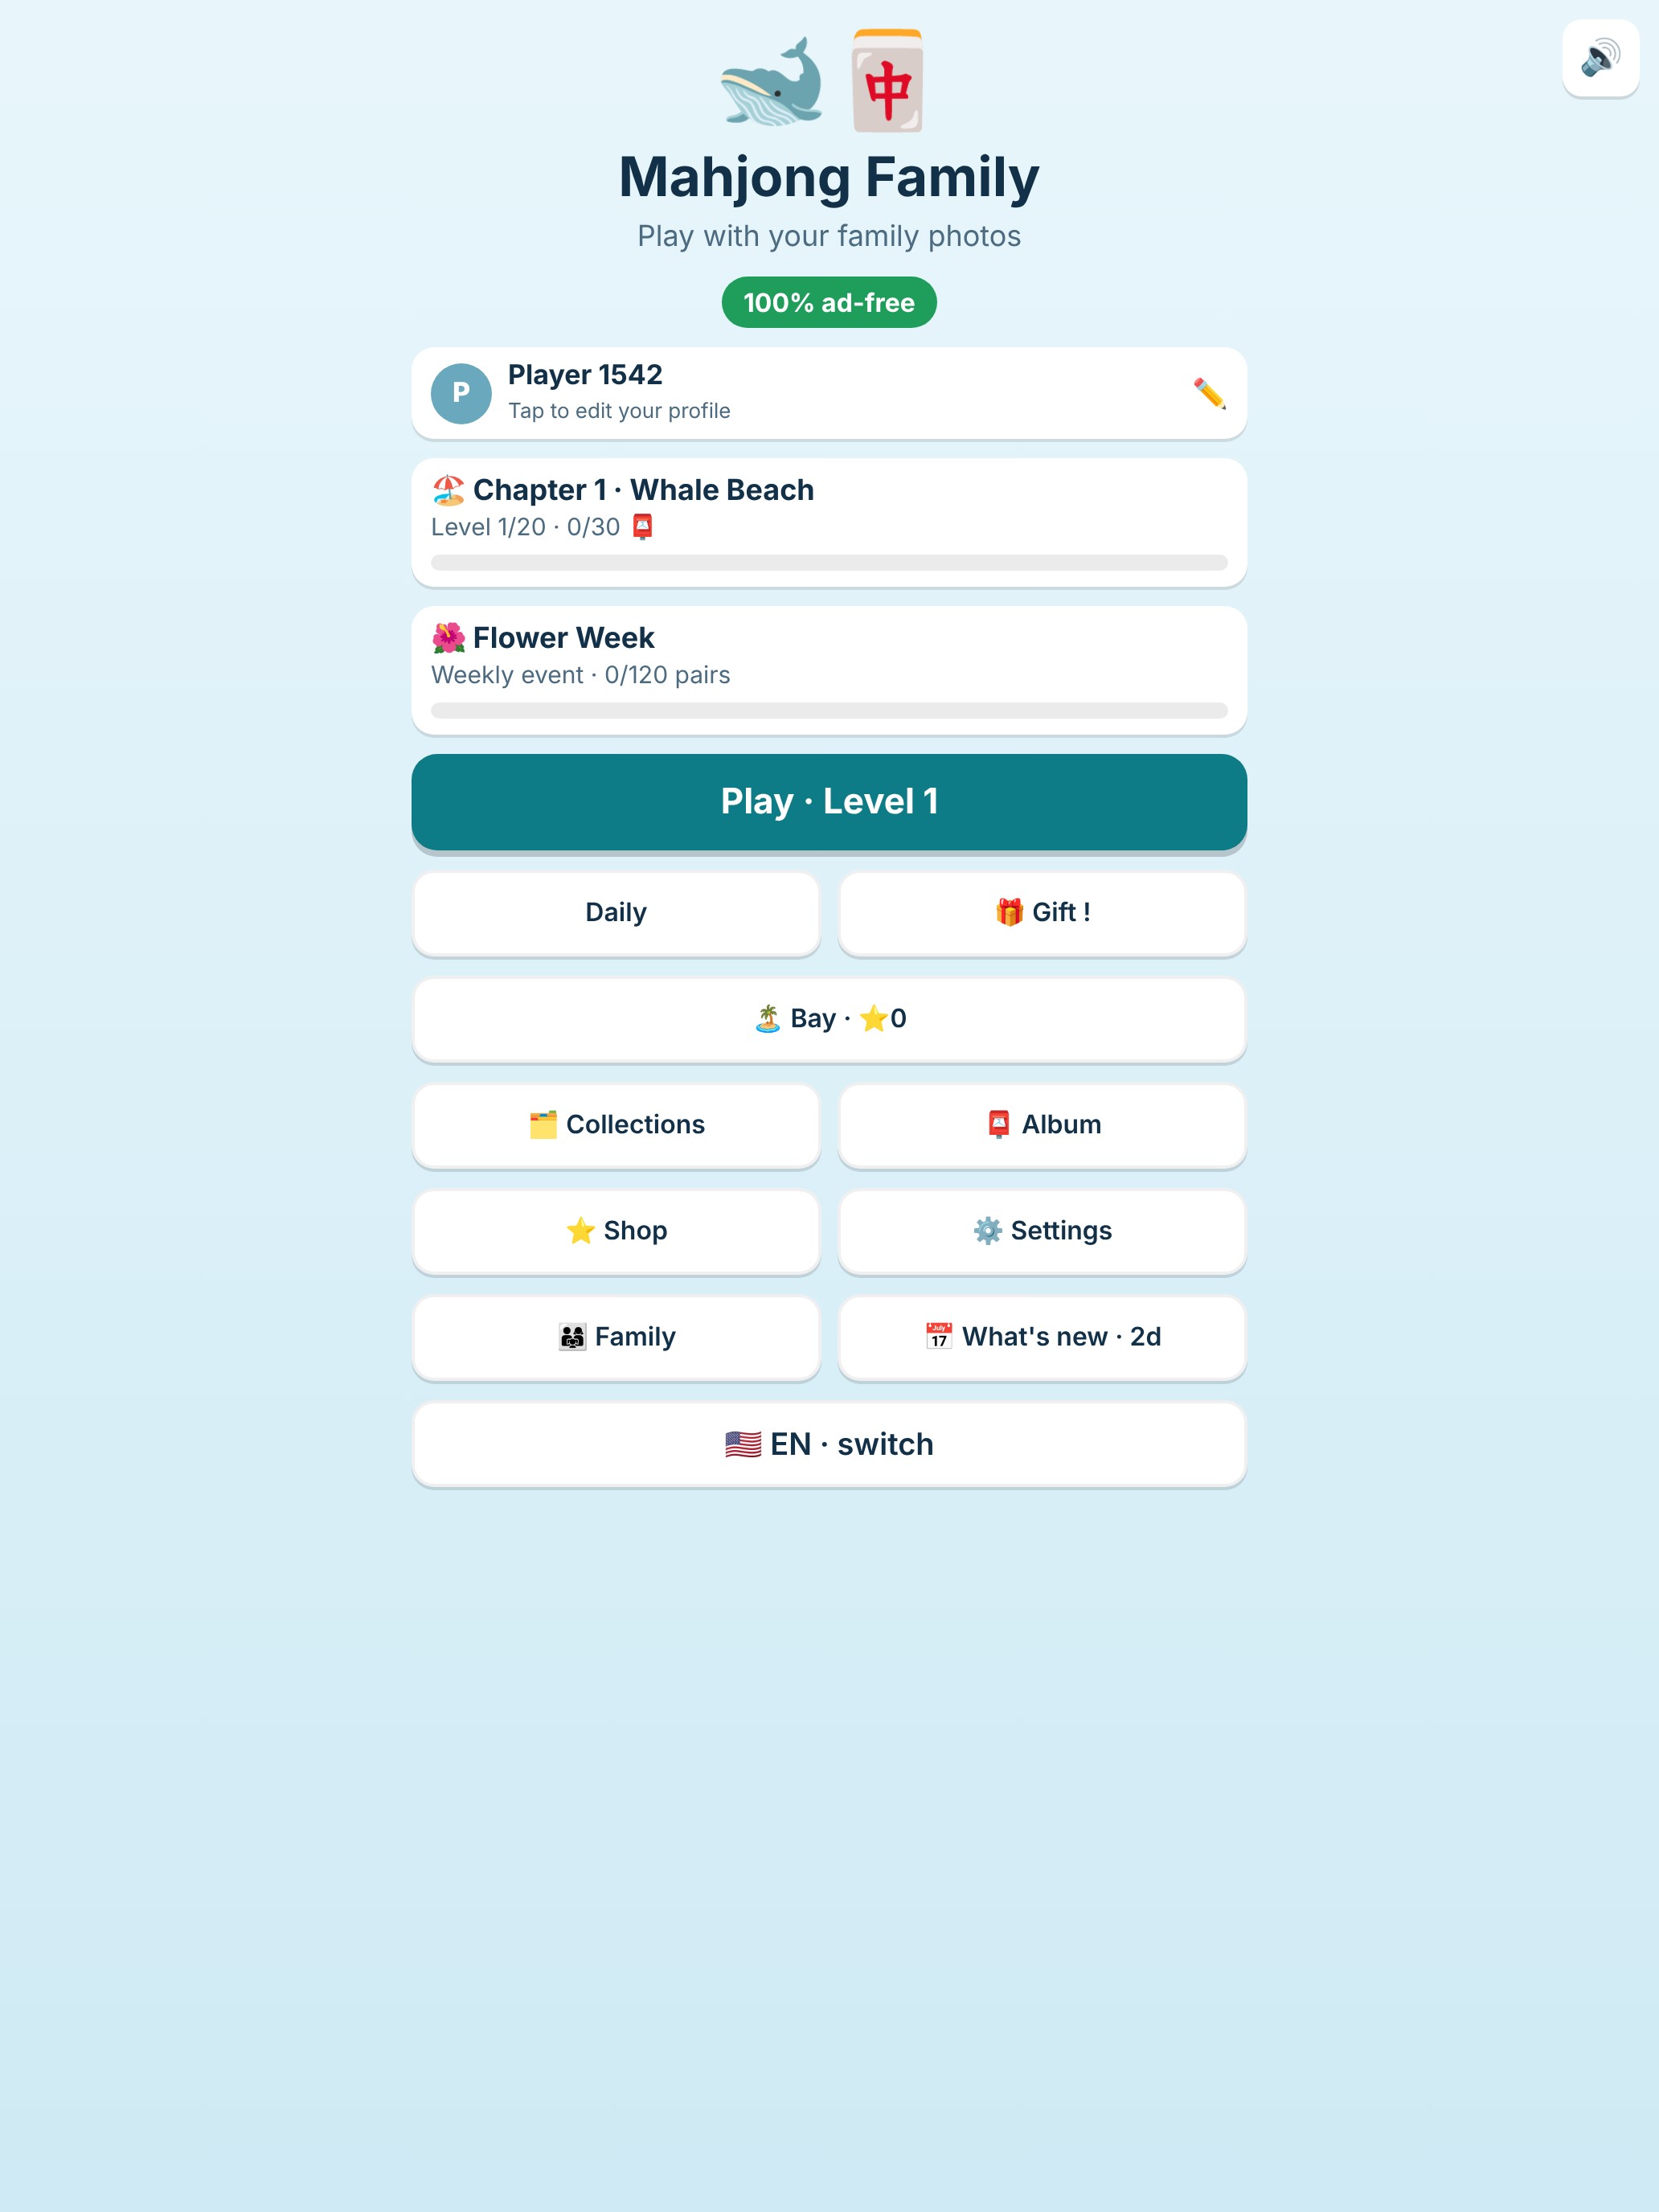 中
Mahjong Family
Play with your family photos
100% ad-free
P
Player 1542
Tap to edit your profile
Chapter 1 · Whale Beach
Level 1/20 · 0/30
Flower Week
Weekly event · 0/120 pairs
Play · Level 1
Daily
Gift !
Bay · ⭐0
Collections
Album
Shop
Settings
Family
July
17
What's new · 2d
EN · switch